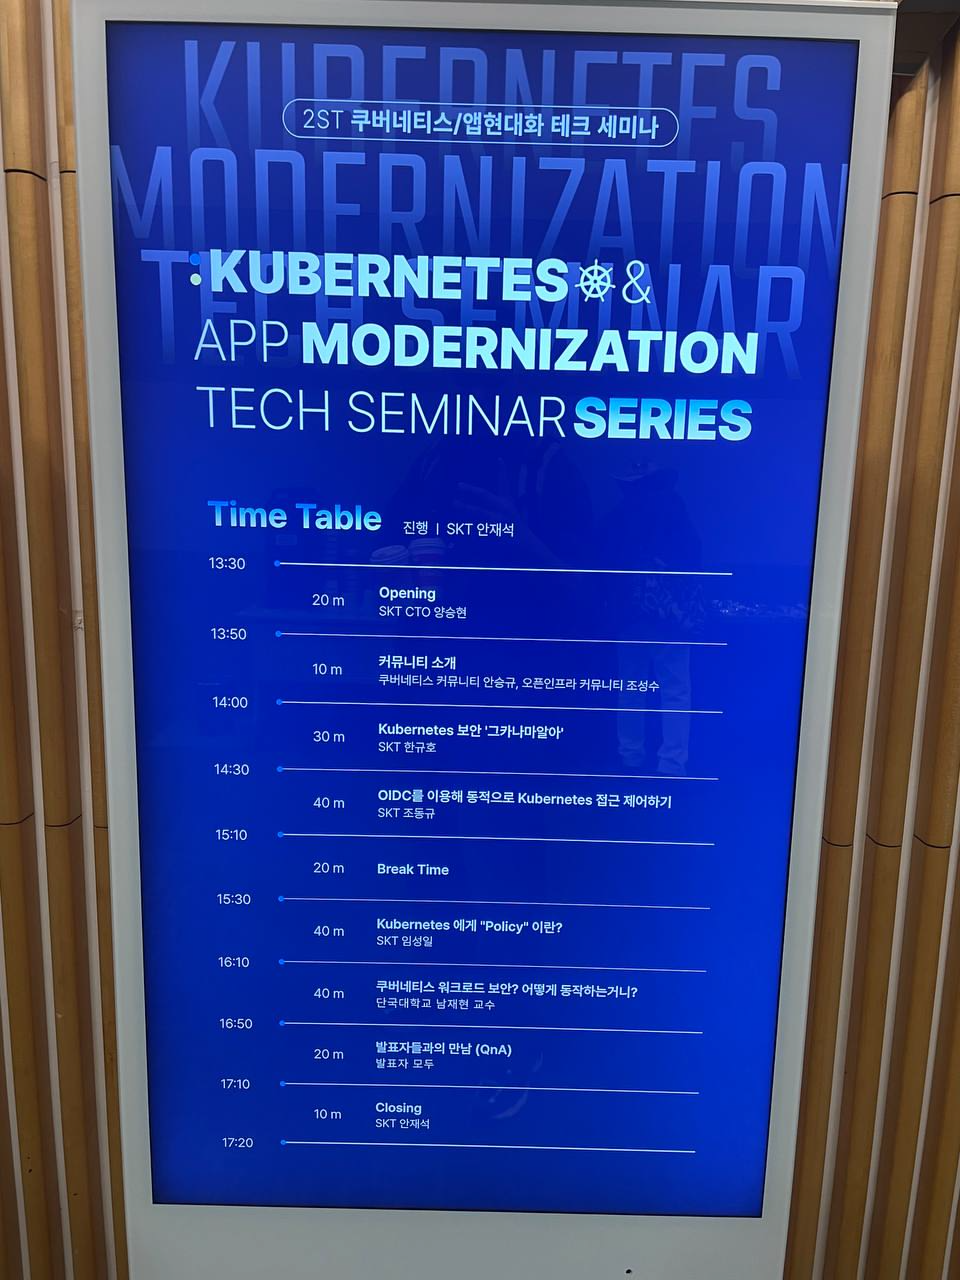 KUBERNETES
MODERNIZATION
TECH SEMINAR
2ST 쿠버네티스/앱현대화 테크 세미나
:KUBERNETES &
APP MODERNIZATION
TECH SEMINAR SERIES
Time Table 진행 | SKT 안재석
13:30
20 m Opening
SKT CTO 양승현
13:50
10 m 커뮤니티 소개
쿠버네티스 커뮤니티 안승규, 오픈인프라 커뮤니티 조성수
14:00
30 m Kubernetes 보안 '그카나마알아'
SKT 한규호
14:30
40 m OIDC를 이용해 동적으로 Kubernetes 접근 제어하기
SKT 조동규
15:10
20 m Break Time
15:30
40 m Kubernetes 에게 "Policy" 이란?
SKT 임성일
16:10
40 m 쿠버네티스 워크로드 보안? 어떻게 동작하는거니?
단국대학교 남재현 교수
16:50
20 m 발표자들과의 만남 (QnA)
발표자 모두
17:10
10 m Closing
SKT 안재석
17:20